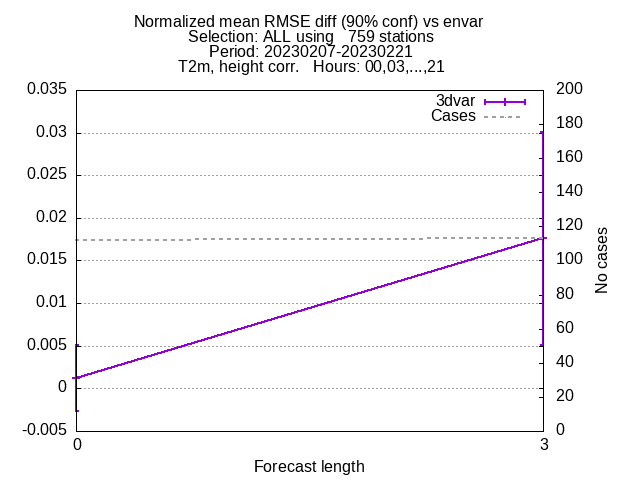 Normalized mean RMSE diff (90% conf) vs envar
Selection: ALL using   759 stations
Period: 20230207-20230221
T2m, height corr.   Hours: 00,03,...,21
0.035
0.03
0.025
0.02
0.015
0.01
0.005
0
-0.005
200
180
160
140
120
100
80
60
40
20
0
3dvar
Cases
No cases
0
3
Forecast length